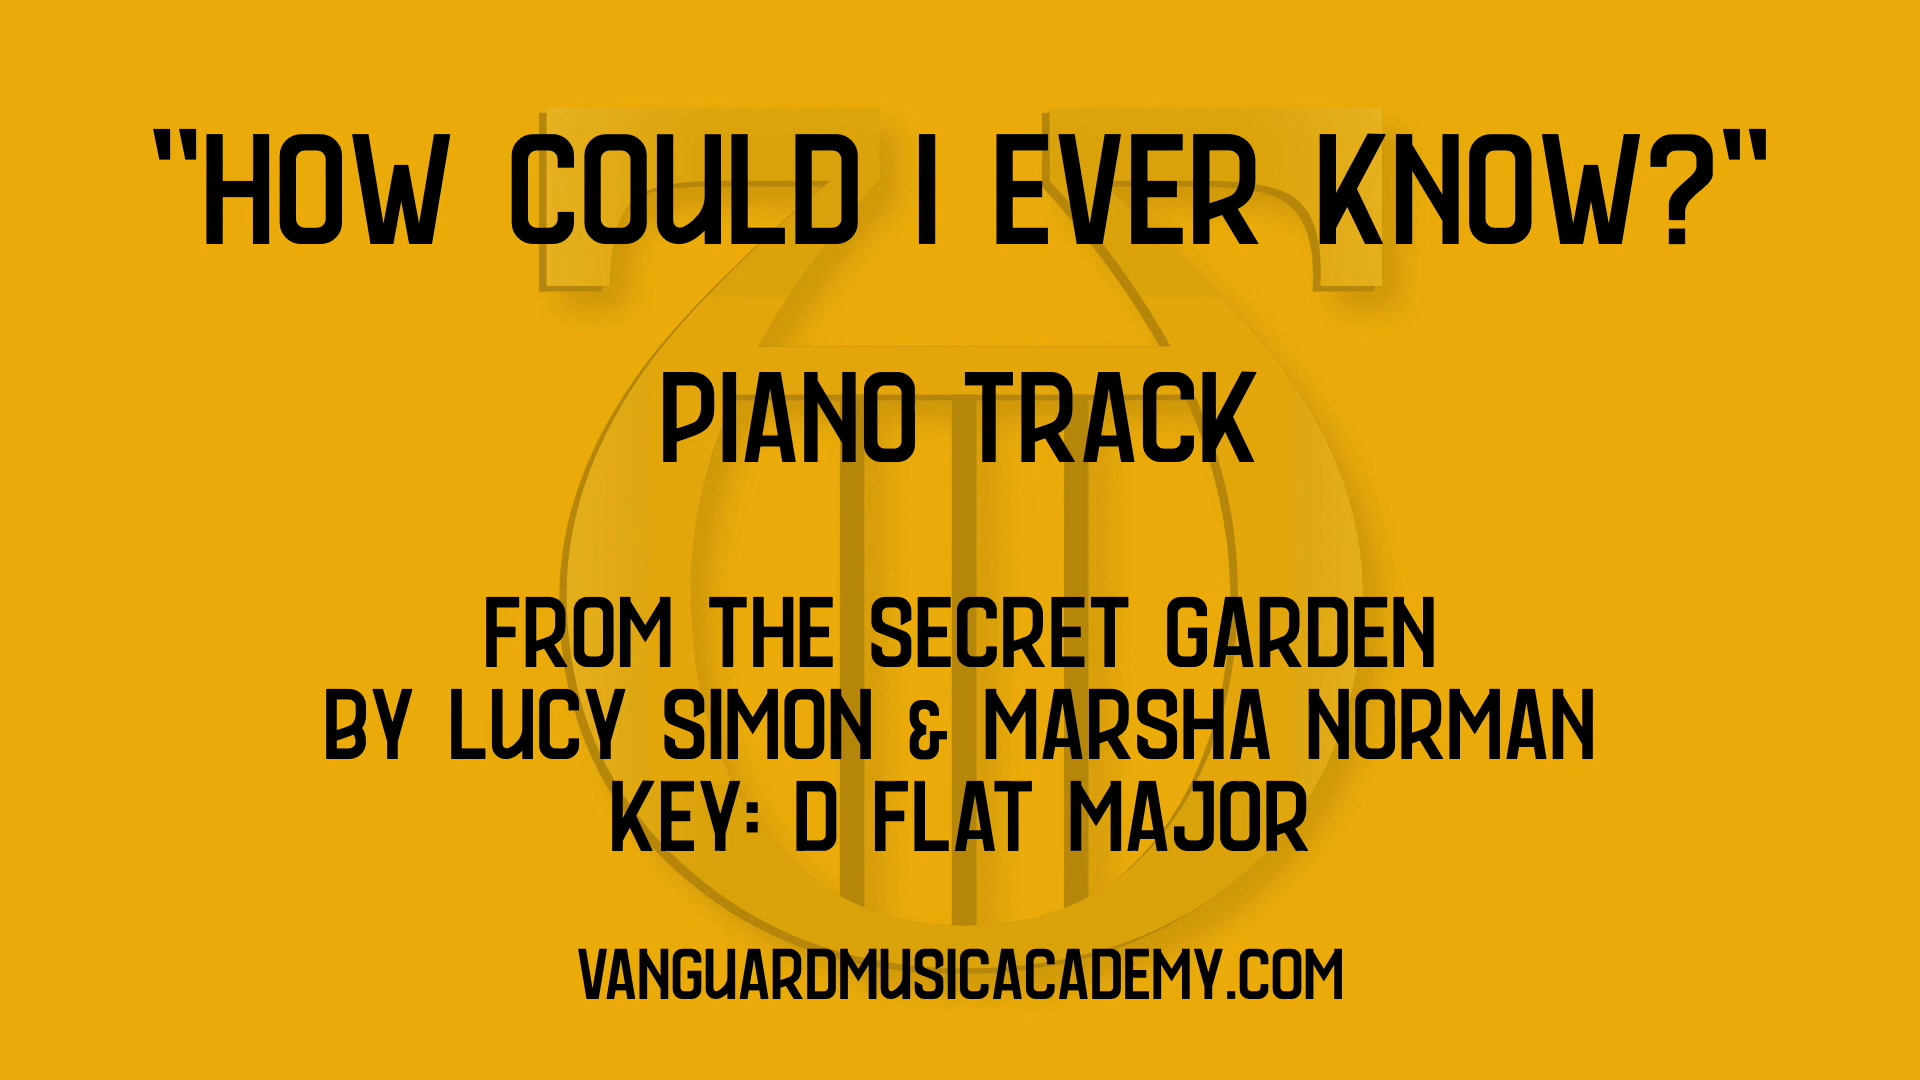 "HOW COULD I EVER KNOW?"
PIANO TRACK
FROM THE SECRET GARDEN
BY LUCY SIMON & MARSHA NORMAN
KEY: D FLAT MAJOR
VANGUARDMUSICACADEMY.COM